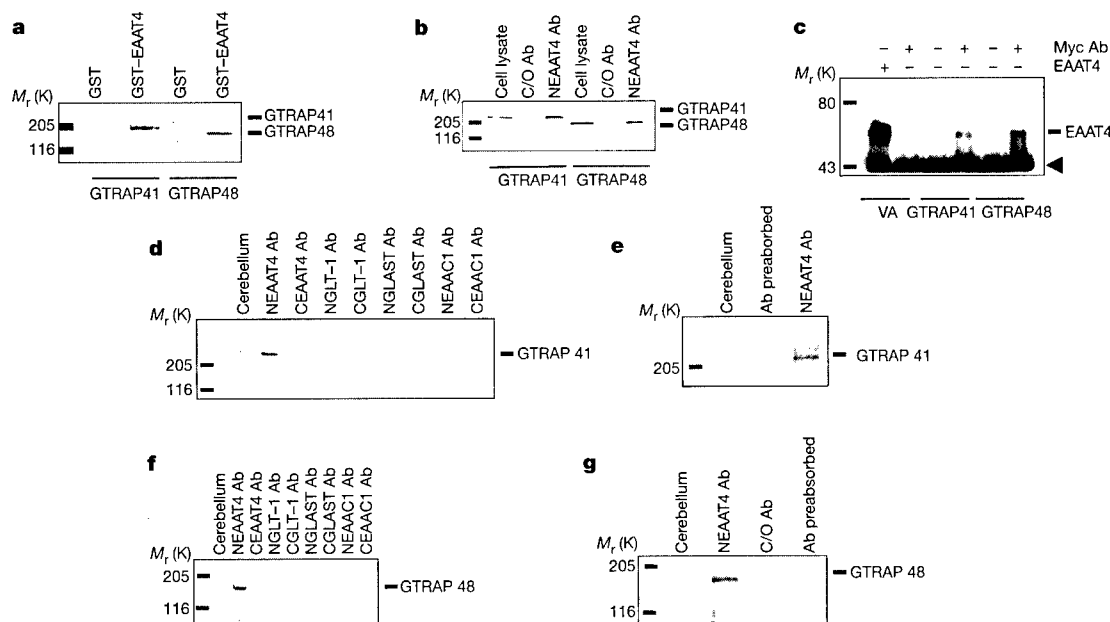 a
GST
GST–EAAT4
GST
GST–EAAT4
Mr (K)
205
116
GTRAP41
GTRAP48
GTRAP41
GTRAP48
b
Cell lysate
C/O Ab
NEAAT4 Ab
Cell lysate
C/O Ab
NEAAT4 Ab
Mr (K)
205
116
GTRAP41
GTRAP48
GTRAP41
GTRAP48
c
– + – + – + Myc Ab
+ – – – – – EAAT4
Mr (K)
80
43
EAAT4
VA GTRAP41 GTRAP48
d
Cerebellum
NEAAT4 Ab
CEAAT4 Ab
NGLT–1 Ab
CGLT–1 Ab
NGLAST Ab
CGLAST Ab
NEAAC1 Ab
CEAAC1 Ab
Mr (K)
205
116
GTRAP 41
e
Cerebellum
Ab preaborbed
NEAAT4 Ab
Mr (K)
205
GTRAP 41
f
Cerebellum
NEAAT4 Ab
CEAAT4 Ab
NGLT–1 Ab
CGLT–1 Ab
NGLAST Ab
CGLAST Ab
NEAAC1 Ab
CEAAC1 Ab
Mr (K)
205
116
GTRAP 48
g
Cerebellum
NEAAT4 Ab
C/O Ab
Ab preabsorbed
Mr (K)
205
116
GTRAP 48